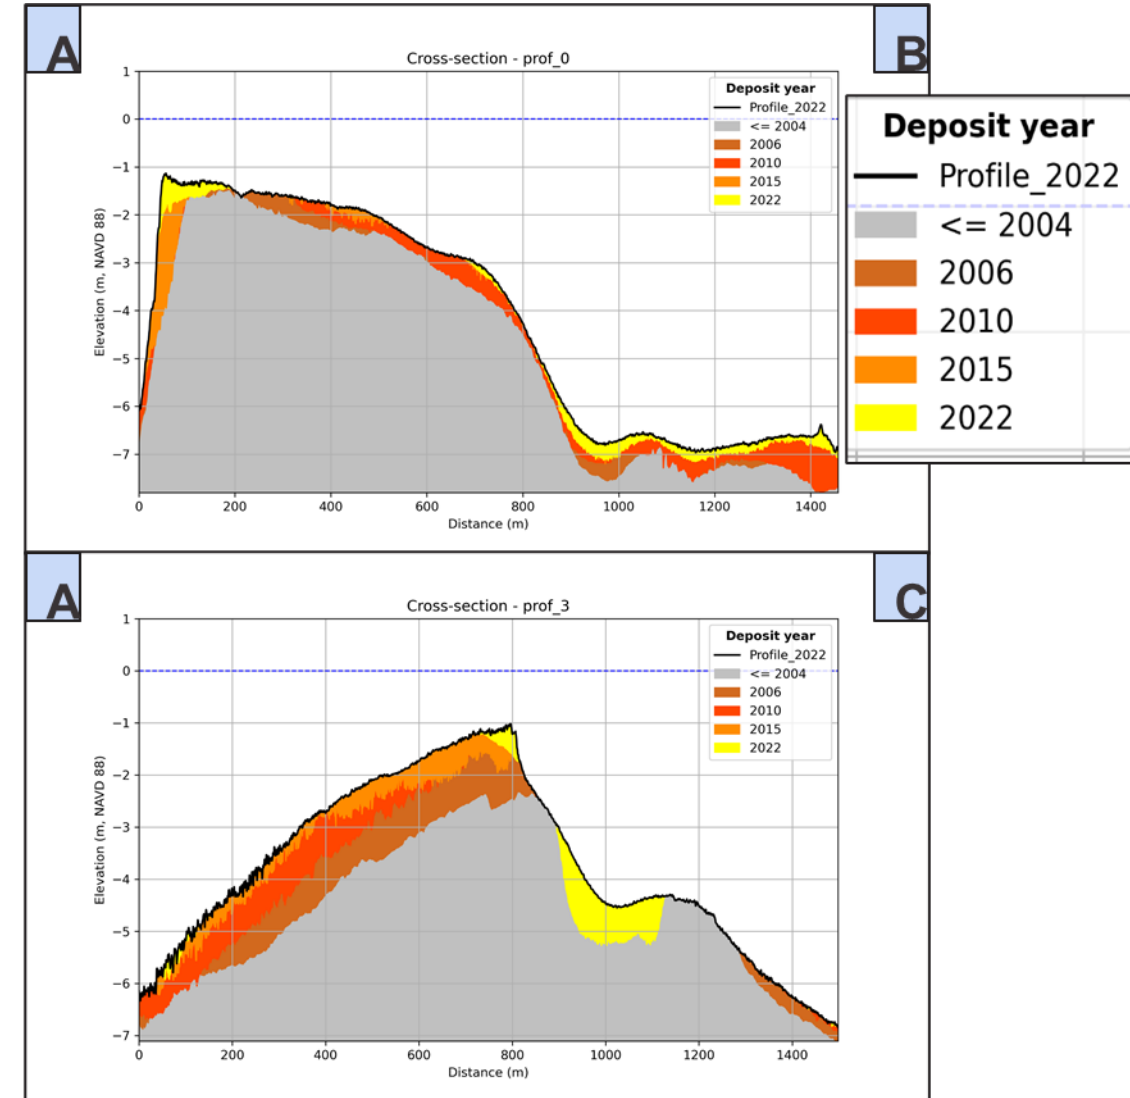 A
B
Cross-section - prof_0
1
0
−1
−2
−3
−4
−5
−6
−7
Elevation (m, NAVD 88)
0 200 400 600 800 1000 1200 1400
Distance (m)
Deposit year
Profile_2022
<= 2004
2006
2010
2015
2022
Deposit year
Profile_2022
<= 2004
2006
2010
2015
2022
A
C
Cross-section - prof_3
1
0
−1
−2
−3
−4
−5
−6
−7
Elevation (m, NAVD 88)
0 200 400 600 800 1000 1200 1400
Distance (m)
Deposit year
Profile_2022
<= 2004
2006
2010
2015
2022